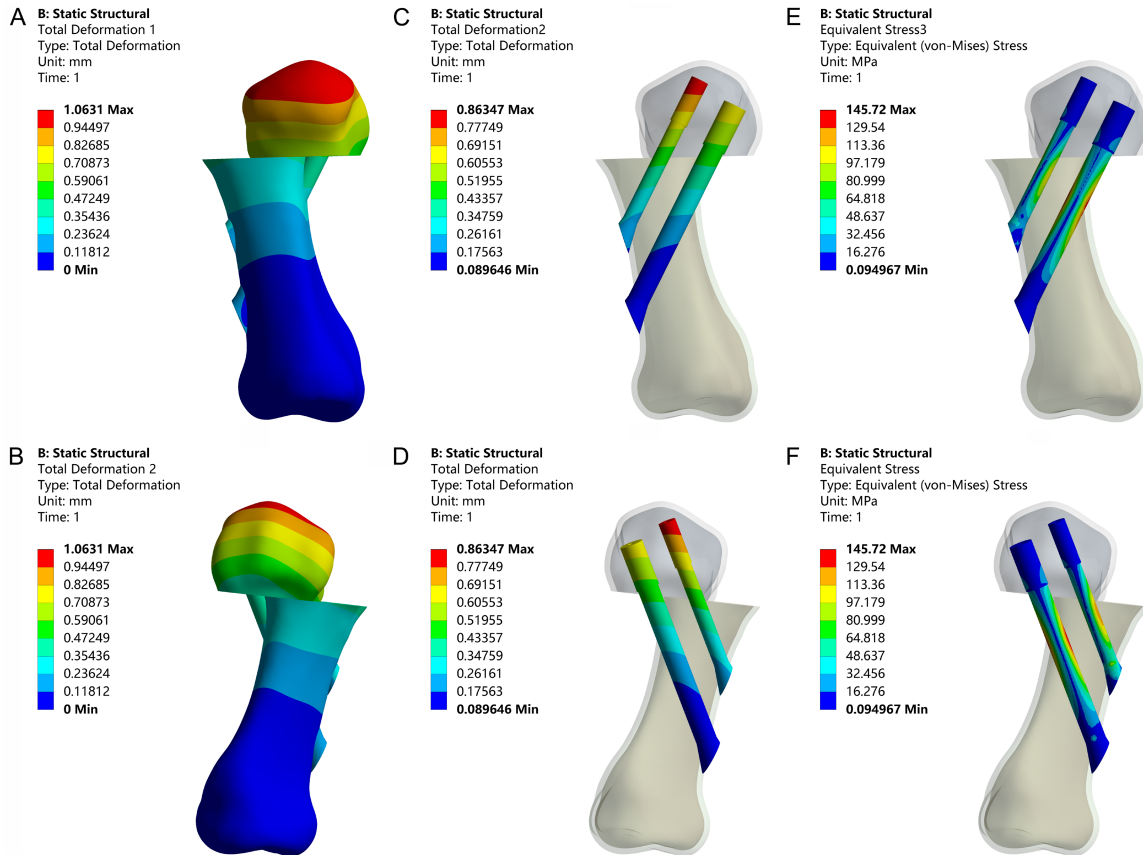 A
B: Static Structural
Total Deformation 1
Type: Total Deformation
Unit: mm
Time: 1
1.0631 Max
0.94497
0.82685
0.70873
0.59061
0.47249
0.35436
0.23624
0.11812
0 Min
C
B: Static Structural
Total Deformation2
Type: Total Deformation
Unit: mm
Time: 1
0.86347 Max
0.77749
0.69151
0.60553
0.51955
0.43357
0.34759
0.26161
0.17563
0.089646 Min
E
B: Static Structural
Equivalent Stress3
Type: Equivalent (von-Mises) Stress
Unit: MPa
Time: 1
145.72 Max
129.54
113.36
97.179
80.999
64.818
48.637
32.456
16.276
0.094967 Min
B
B: Static Structural
Total Deformation 2
Type: Total Deformation
Unit: mm
Time: 1
1.0631 Max
0.94497
0.82685
0.70873
0.59061
0.47249
0.35436
0.23624
0.11812
0 Min
D
B: Static Structural
Total Deformation
Type: Total Deformation
Unit: mm
Time: 1
0.86347 Max
0.77749
0.69151
0.60553
0.51955
0.43357
0.34759
0.26161
0.17563
0.089646 Min
F
B: Static Structural
Equivalent Stress
Type: Equivalent (von-Mises) Stress
Unit: MPa
Time: 1
145.72 Max
129.54
113.36
97.179
80.999
64.818
48.637
32.456
16.276
0.094967 Min